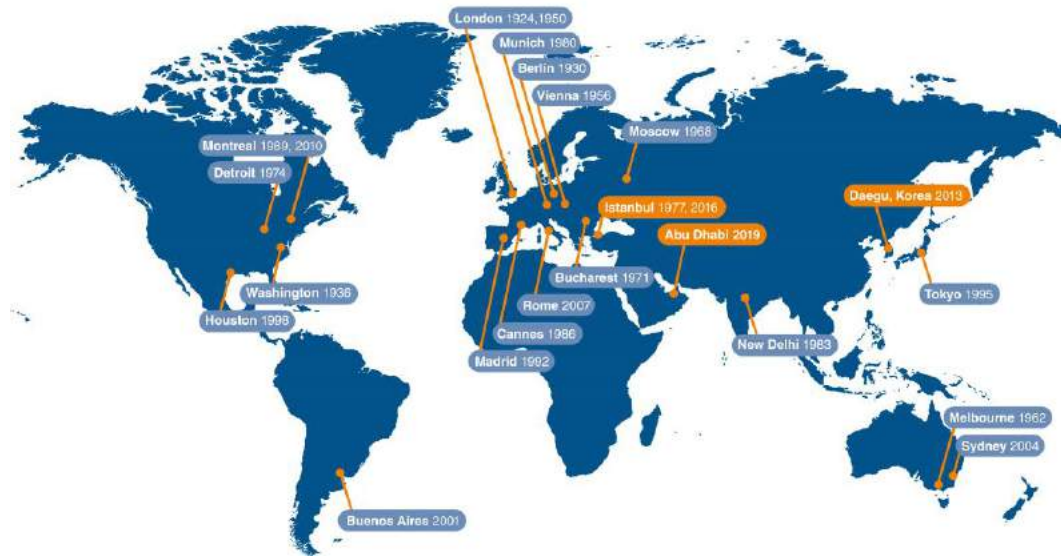 London 1924,1950
Munich 1980
Berlin 1930
Vienna 1956
Moscow 1968
Montreal 1989, 2010
Detroit 1974
Daegu, Korea 2013
Istanbul 1977, 2016
Abu Dhabi 2019
Bucharest 1971
Washington 1936
Tokyo 1995
Rome 2007
Houston 1998
Cannes 1986
New Delhi 1983
Madrid 1992
Melbourne 1962
Sydney 2004
Buenos Aires 2001